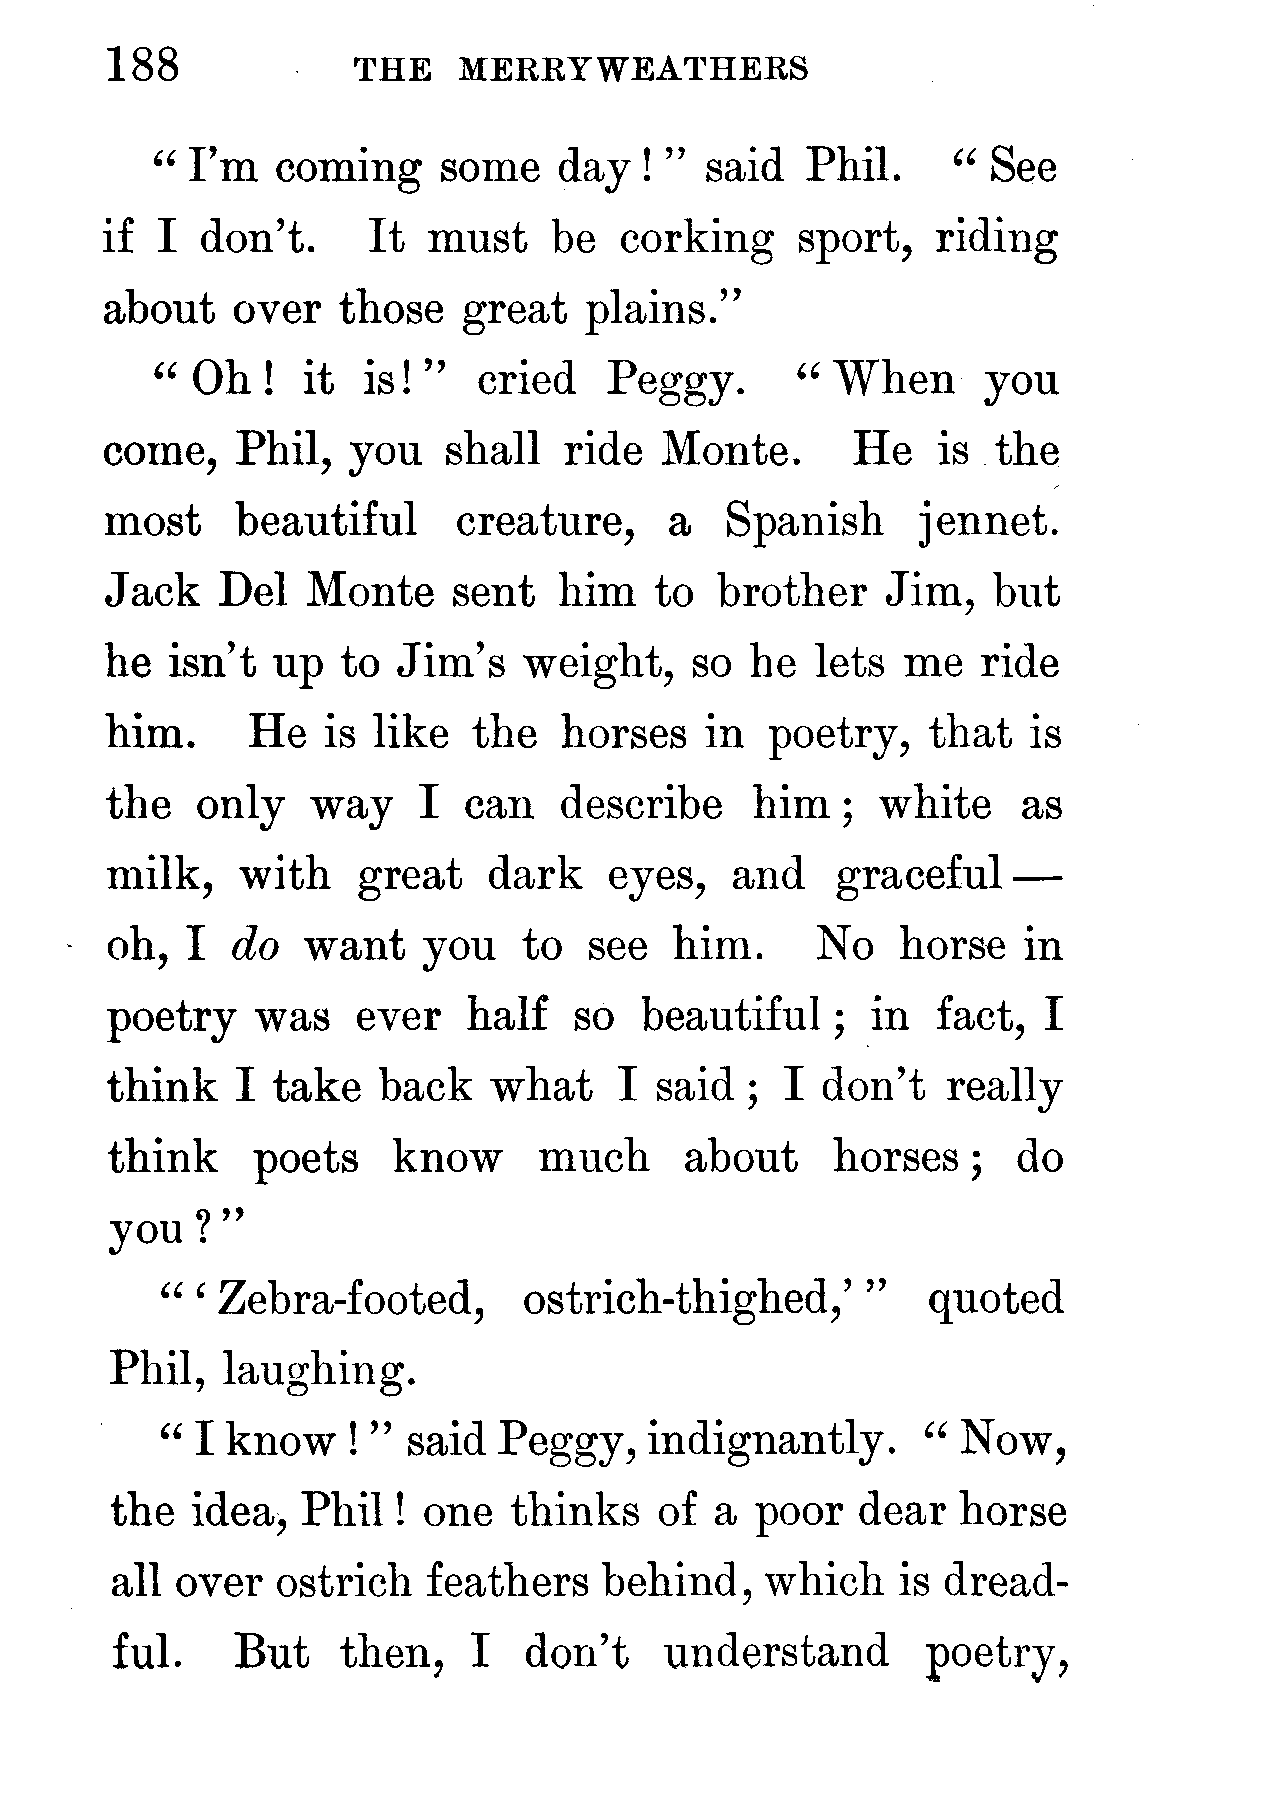 188 THE MERRYWEATHERS
“ I’m coming some day ! ” said Phil. “ See
if I don’t. It must be corking sport, riding
about over those great plains.”
“ Oh ! it is! ” cried Peggy. “ When you
come, Phil, you shall ride Monte. He is the
most beautiful creature, a Spanish jennet.
Jack Del Monte sent him to brother Jim, but
he isn’t up to Jim’s weight, so he lets me ride
him. He is like the horses in poetry, that is
the only way I can describe him ; white as
milk, with great dark eyes, and graceful —
oh, I do want you to see him. No horse in
poetry was ever half so beautiful ; in fact, I
think I take back what I said ; I don’t really
think poets know much about horses ; do
you ? ”
“ ‘ Zebra-footed, ostrich-thighed,’ ” quoted
Phil, laughing.
“ I know ! ” said Peggy, indignantly. “ Now,
the idea, Phil ! one thinks of a poor dear horse
all over ostrich feathers behind, which is dread-
ful. But then, I don’t understand poetry,